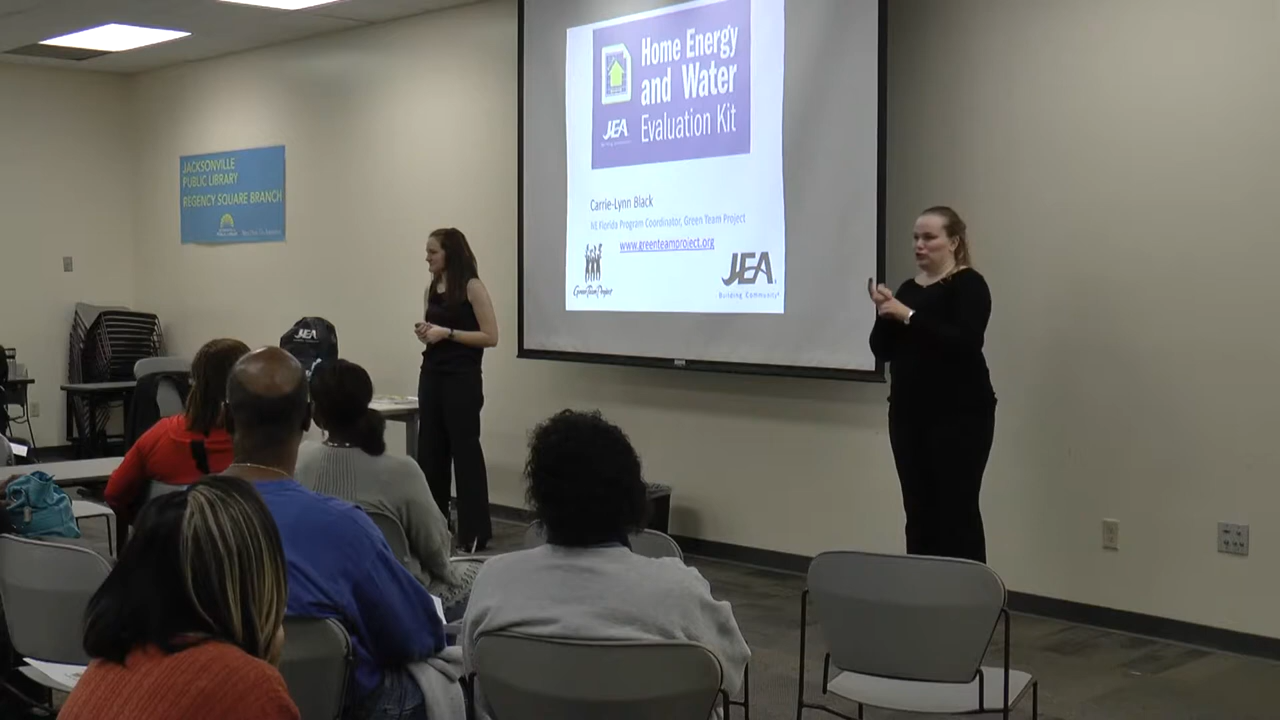 JACKSONVILLE
PUBLIC LIBRARY
REGENCY SQUARE BRANCH
JEA
Home Energy
and Water
Evaluation Kit
JEA
Carrie-Lynn Black
NE Florida Program Coordinator, Green Team Project
www.greenteamproject.org
Green Team Project
JEA
Building Community